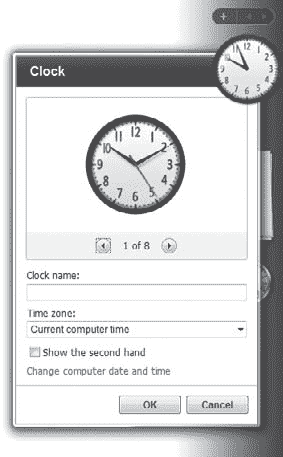 Clock
1 of 8
Clock name:
Time zone:
Current computer time
Show the second hand
Change computer date and time
OK
Cancel